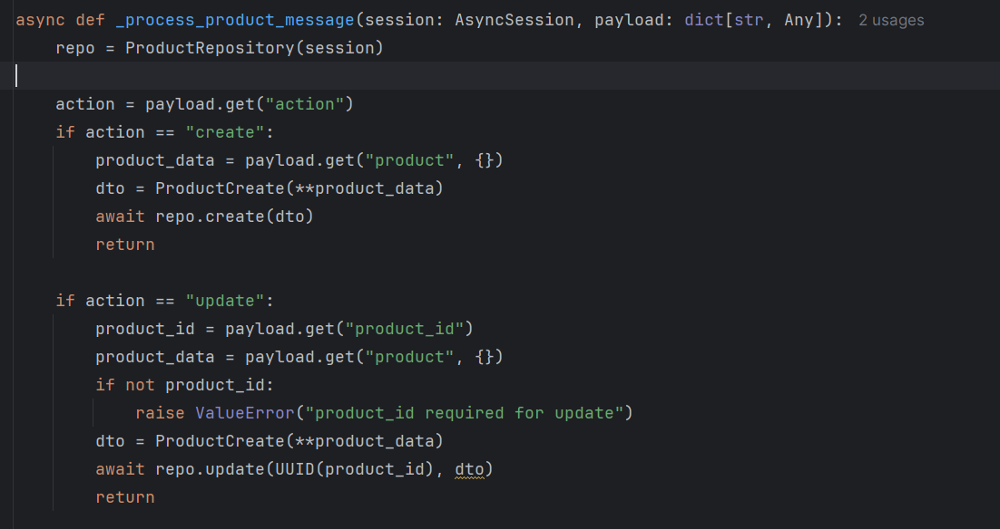 async def _process_product_message(session: AsyncSession, payload: dict[str, Any]): 2 usages
    repo = ProductRepository(session)

    action = payload.get("action")
    if action == "create":
        product_data = payload.get("product", {})
        dto = ProductCreate(**product_data)
        await repo.create(dto)
        return

    if action == "update":
        product_id = payload.get("product_id")
        product_data = payload.get("product", {})
        if not product_id:
            raise ValueError("product_id required for update")
        dto = ProductCreate(**product_data)
        await repo.update(UUID(product_id), dto)
        return